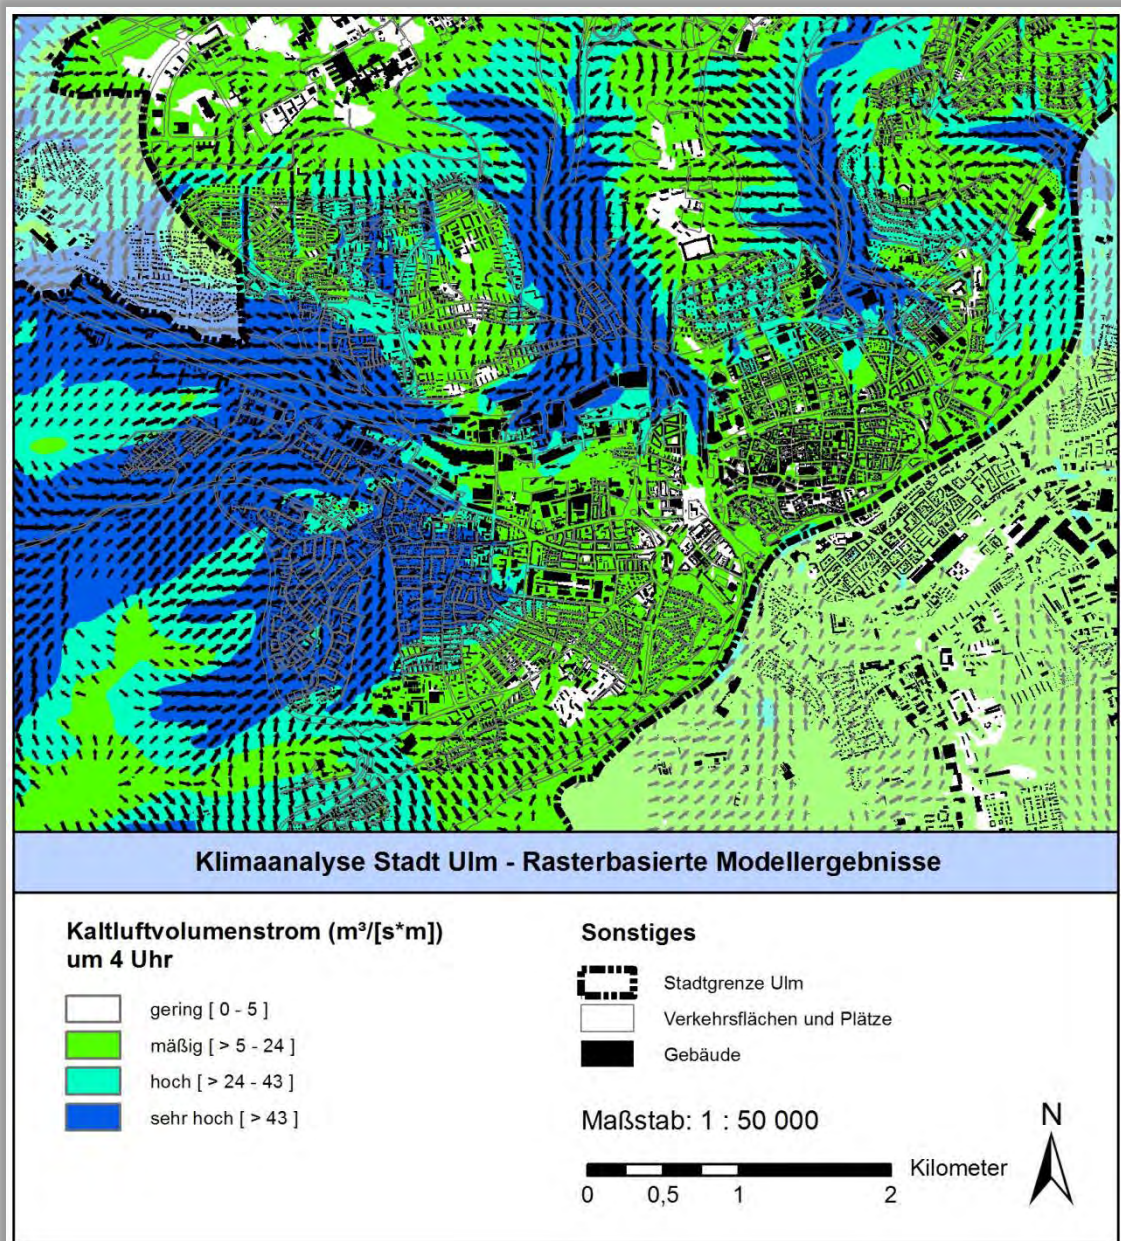 Klimaanalyse Stadt Ulm - Rasterbasierte Modellergebnisse
Kaltluftvolumenstrom (m³/[s*m])
um 4 Uhr
gering [ 0 - 5 ]
mäßig [ > 5 - 24 ]
hoch [ > 24 - 43 ]
sehr hoch [ > 43 ]
Sonstiges
Stadtgrenze Ulm
Verkehrsflächen und Plätze
Gebäude
Maßstab: 1 : 50 000
Kilometer
0 0,5 1 2
N